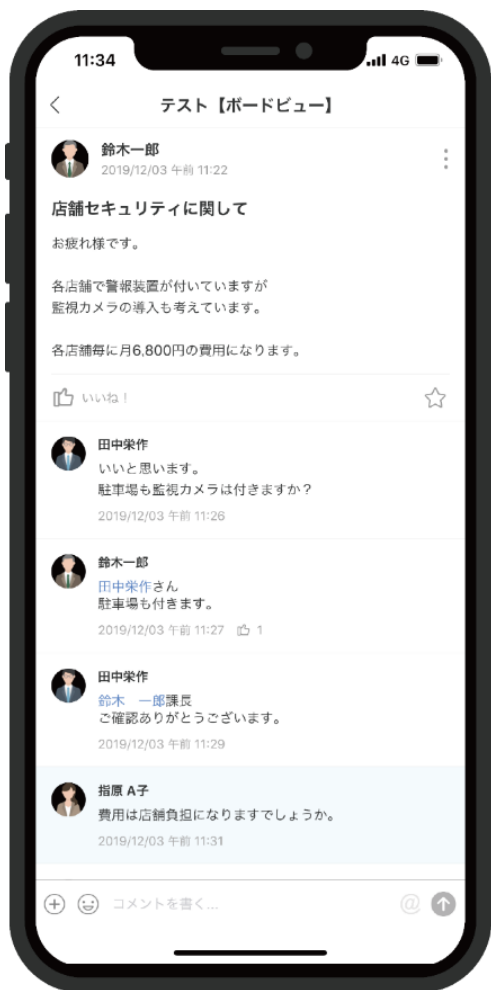 11:34
4G
テスト【ボードビュー】
鈴木一郎
2019/12/03 午前 11:22
店舗セキュリティに関して
お疲れ様です。
各店舗で警報装置が付いていますが
監視カメラの導入も考えています。
各店舗毎に月6,800円の費用になります。
いいね！
田中栄作
いいと思います。
駐車場も監視カメラは付きますか？
2019/12/03 午前 11:26
鈴木一郎
田中栄作さん
駐車場も付きます。
2019/12/03 午前 11:27 1
田中栄作
鈴木　一郎課長
ご確認ありがとうございます。
2019/12/03 午前 11:29
指原 A子
費用は店舗負担になりますでしょうか。
2019/12/03 午前 11:31
コメントを書く...
@